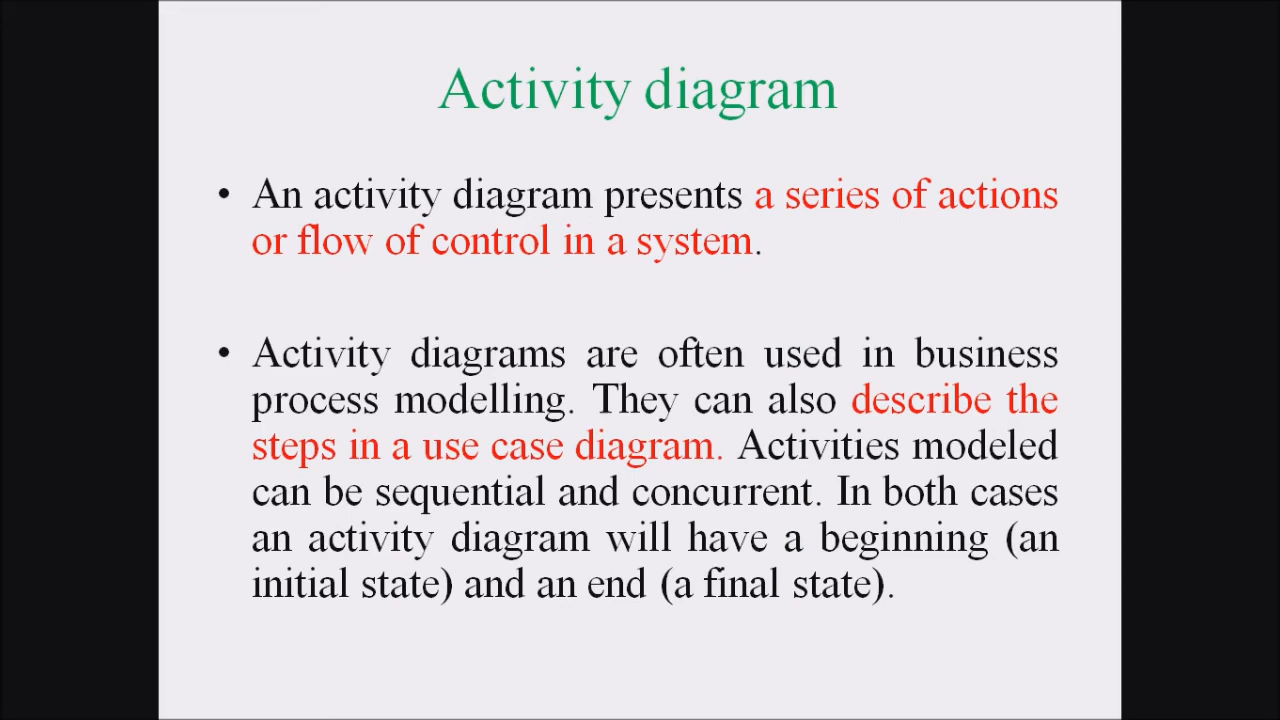 Activity diagram
• An activity diagram presents a series of actions
or flow of control in a system.
• Activity diagrams are often used in business
process modelling. They can also describe the
steps in a use case diagram. Activities modeled
can be sequential and concurrent. In both cases
an activity diagram will have a beginning (an
initial state) and an end (a final state).